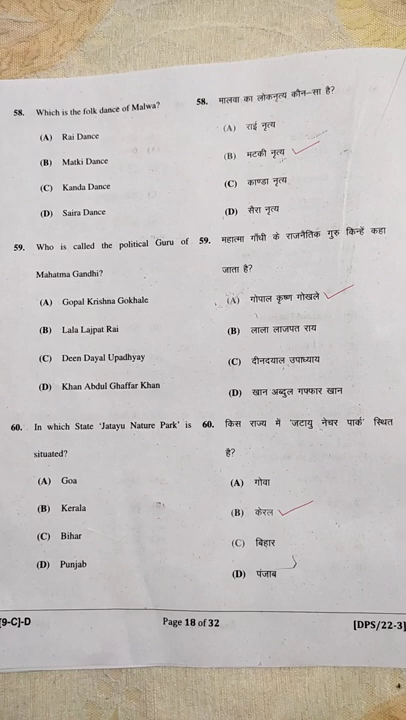 58. Which is the folk dance of Malwa?
(A) Rai Dance
(B) Matki Dance
(C) Kanda Dance
(D) Saira Dance
59. Who is called the political Guru of
Mahatma Gandhi?
(A) Gopal Krishna Gokhale
(B) Lala Lajpat Rai
(C) Deen Dayal Upadhyay
(D) Khan Abdul Ghaffar Khan
60. In which State 'Jatayu Nature Park' is
situated?
(A) Goa
(B) Kerala
(C) Bihar
(D) Punjab
58. मालवा का लोकनृत्य कौन-सा है?
(A) राई नृत्य
(B) मटकी नृत्य
(C) काण्डा नृत्य
(D) सैरा नृत्य
59. महात्मा गाँधी के राजनैतिक गुरु किन्हें कहा
जाता है?
(A) गोपाल कृष्ण गोखले
(B) लाला लाजपत राय
(C) दीनदयाल उपाध्याय
(D) खान अब्दुल गफ्फार खान
60. किस राज्य में 'जटायु नेचर पार्क' स्थित
है?
(A) गोवा
(B) केरल
(C) बिहार
(D) पंजाब
[9-C]-D Page 18 of 32 [DPS/22-3]